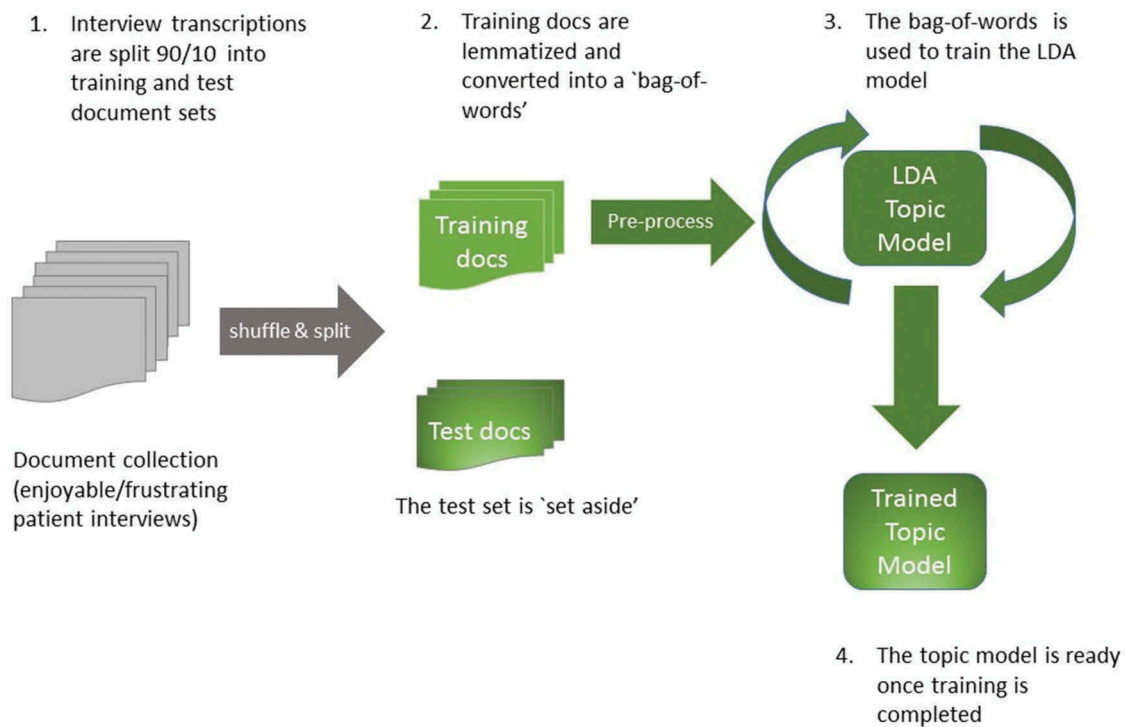 1. Interview transcriptions
are split 90/10 into
training and test
document sets
2. Training docs are
lemmatized and
converted into a `bag-of-
words’
3. The bag-of-words is
used to train the LDA
model
Document collection
(enjoyable/frustrating
patient interviews)
shuffle & split
Training
docs
Test docs
The test set is `set aside’
Pre-process
LDA
Topic
Model
Trained
Topic
Model
4. The topic model is ready
once training is
completed